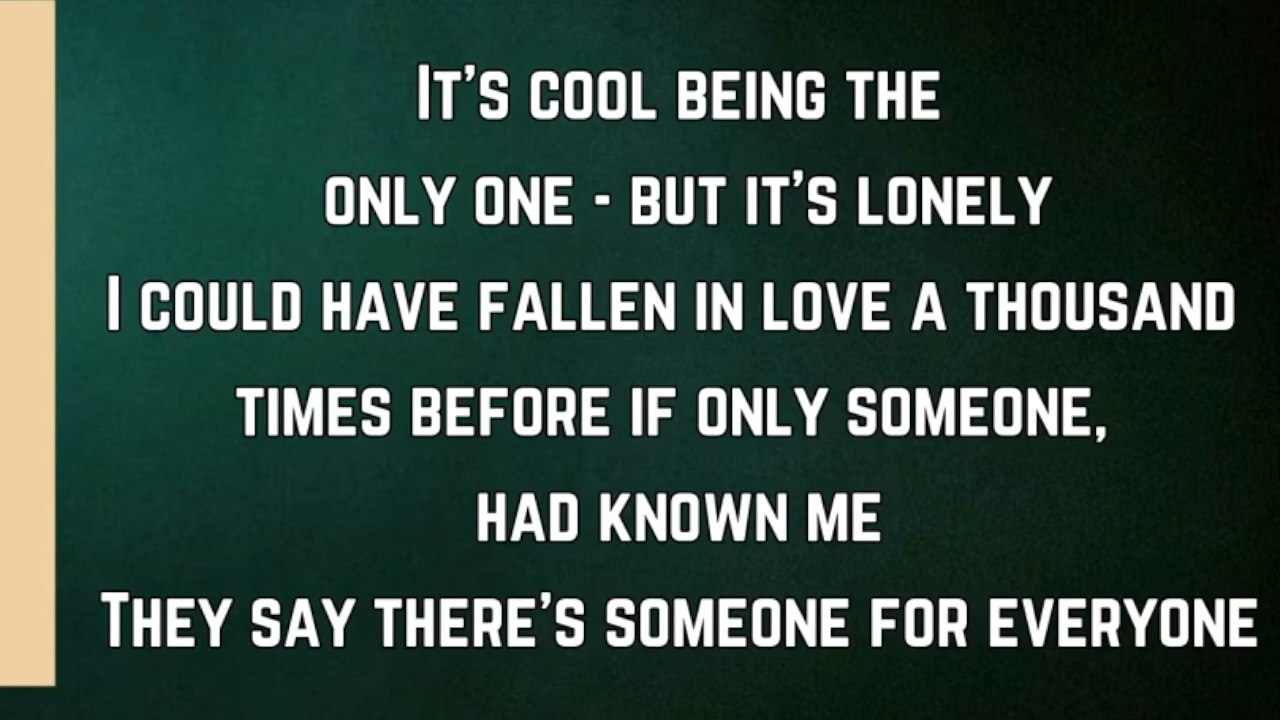 It's cool being the
only one - but it's lonely
I could have fallen in love a thousand
times before if only someone,
had known me
They say there's someone for everyone